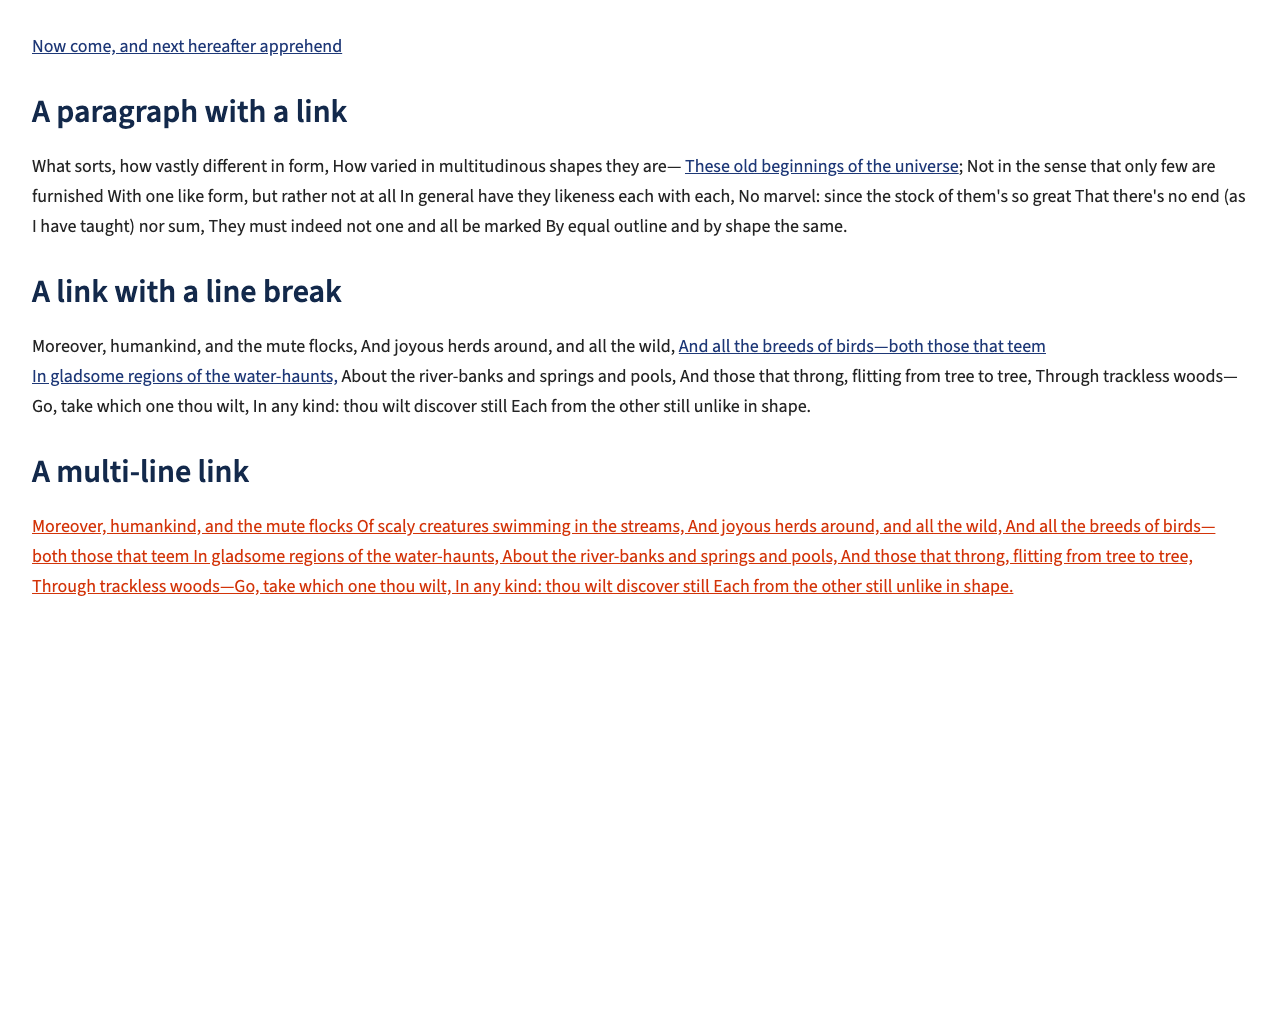 Now come, and next hereafter apprehend
A paragraph with a link
What sorts, how vastly different in form, How varied in multitudinous shapes they are— These old beginnings of the universe; Not in the sense that only few are
furnished With one like form, but rather not at all In general have they likeness each with each, No marvel: since the stock of them's so great That there's no end (as
I have taught) nor sum, They must indeed not one and all be marked By equal outline and by shape the same.
A link with a line break
Moreover, humankind, and the mute flocks, And joyous herds around, and all the wild, And all the breeds of birds—both those that teem
In gladsome regions of the water-haunts, About the river-banks and springs and pools, And those that throng, flitting from tree to tree, Through trackless woods—
Go, take which one thou wilt, In any kind: thou wilt discover still Each from the other still unlike in shape.
A multi-line link
Moreover, humankind, and the mute flocks Of scaly creatures swimming in the streams, And joyous herds around, and all the wild, And all the breeds of birds—
both those that teem In gladsome regions of the water-haunts, About the river-banks and springs and pools, And those that throng, flitting from tree to tree,
Through trackless woods—Go, take which one thou wilt, In any kind: thou wilt discover still Each from the other still unlike in shape.